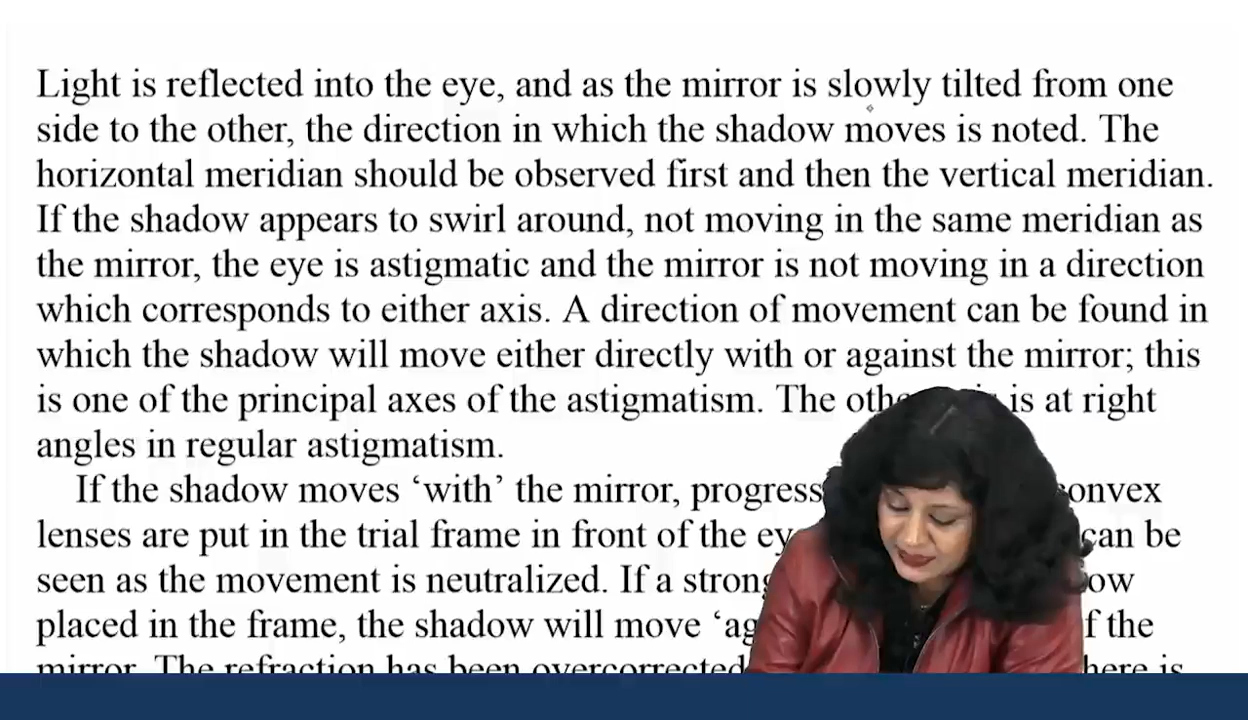 Light is reflected into the eye, and as the mirror is slowly tilted from one
side to the other, the direction in which the shadow moves is noted. The
horizontal meridian should be observed first and then the vertical meridian.
If the shadow appears to swirl around, not moving in the same meridian as
the mirror, the eye is astigmatic and the mirror is not moving in a direction
which corresponds to either axis. A direction of movement can be found in
which the shadow will move either directly with or against the mirror; this
is one of the principal axes of the astigmatism. The is at right
angles in regular astigmatism.
If the shadow moves ‘with’ the mirror, convex
lenses are put in the trial frame in front of the can be
seen as the movement is neutralized. If a
placed in the frame, the shadow will move the
mirror. The refraction has been overcorrected